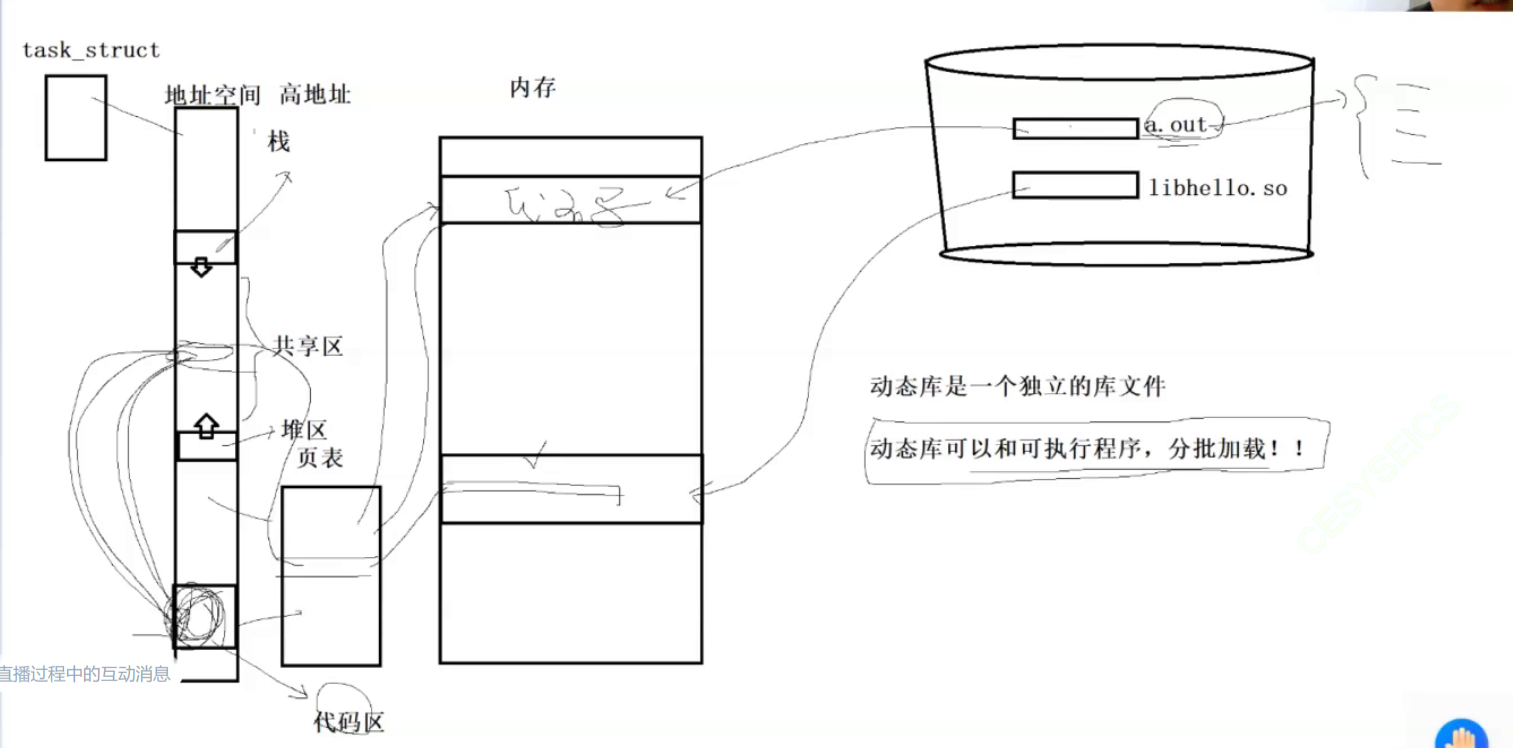 task_struct
地址空间 高地址
栈
共享区
堆区
页表
代码区
直播过程中的互动消息
内存
a.out
libhello.so
动态库是一个独立的库文件
动态库可以和可执行程序，分批加载！！
CESYSEICS